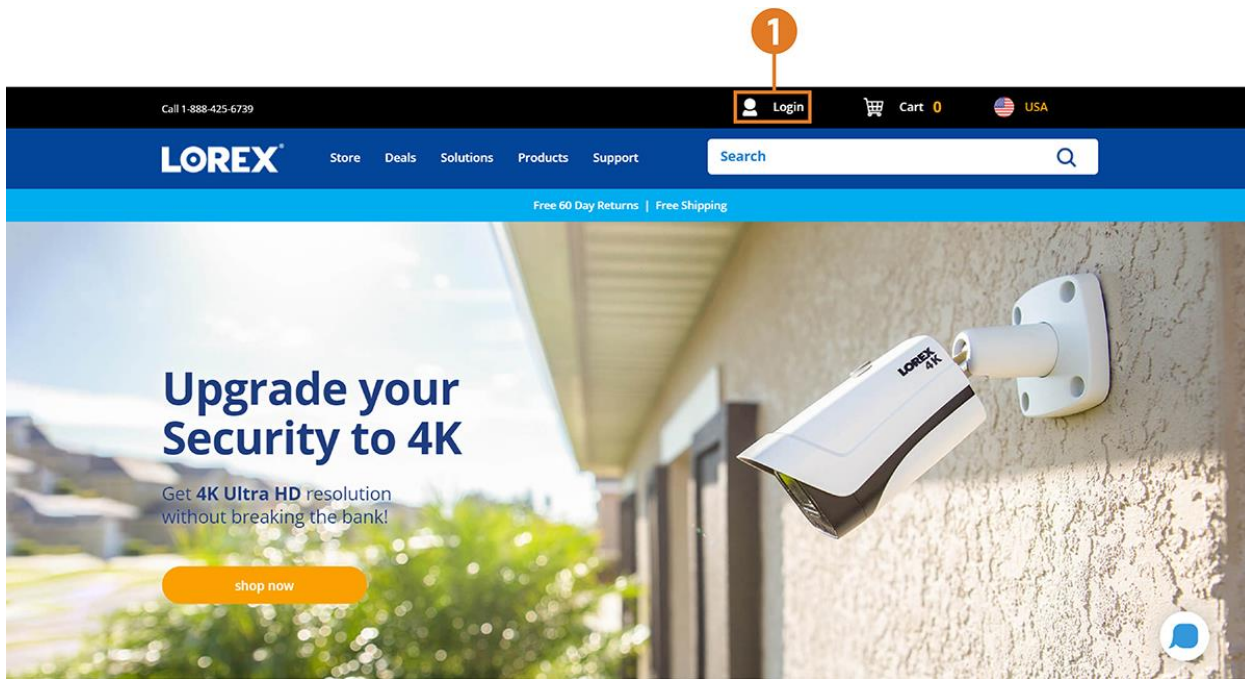 1
Call 1-888-425-6739
Login
Cart 0
USA
LOREX®
Store Deals Solutions Products Support
Search
Free 60 Day Returns | Free Shipping
LOREX
4K
Upgrade your
Security to 4K
Get 4K Ultra HD resolution
without breaking the bank!
shop now